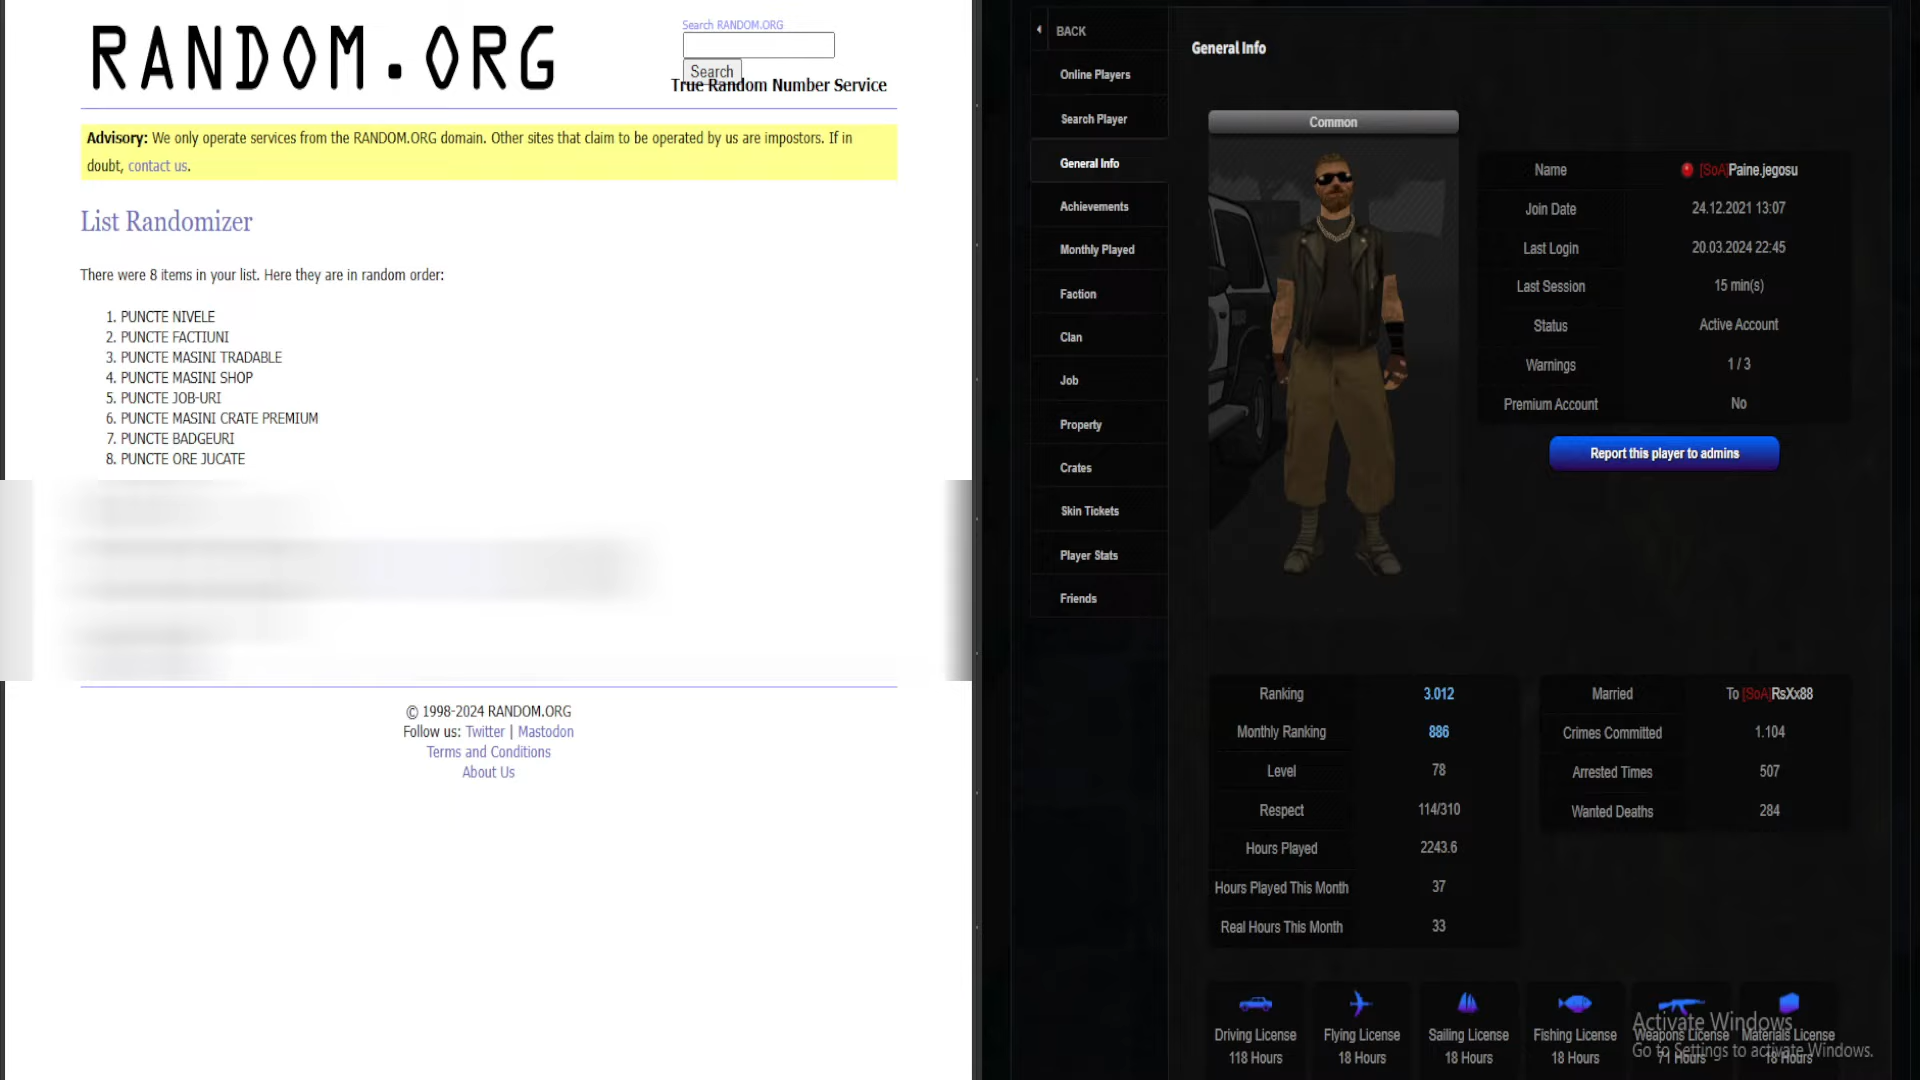 RANDOM.ORG
Search RANDOM.ORG
Search
True Random Number Service
Advisory: We only operate services from the RANDOM.ORG domain. Other sites that claim to be operated by us are impostors. If in
doubt, contact us.
List Randomizer
There were 8 items in your list. Here they are in random order:
1. PUNCTE NIVELE
2. PUNCTE FACTIUNI
3. PUNCTE MASINI TRADABLE
4. PUNCTE MASINI SHOP
5. PUNCTE JOB-URI
6. PUNCTE MASINI CRATE PREMIUM
7. PUNCTE BADGEURI
8. PUNCTE ORE JUCATE
© 1998-2024 RANDOM.ORG
Follow us: Twitter | Mastodon
Terms and Conditions
About Us
BACK
Online Players
Search Player
General Info
Achievements
Monthly Played
Faction
Clan
Job
Property
Crates
Skin Tickets
Player Stats
Friends
General Info
Common
Name [SoA]Paine.jegosu
Join Date 24.12.2021 13:07
Last Login 20.03.2024 22:45
Last Session 15 min(s)
Status Active Account
Warnings 1 / 3
Premium Account No
Report this player to admins
Ranking 3.012
Monthly Ranking 886
Level 78
Respect 114/310
Hours Played 2243.6
Hours Played This Month 37
Real Hours This Month 33
Married To [SoA]RsXx88
Crimes Committed 1.104
Arrested Times 507
Wanted Deaths 284
Driving License
118 Hours
Flying License
18 Hours
Sailing License
18 Hours
Fishing License
18 Hours
Weapons License
71 Hours
Materials License
18 Hours
Activate Windows
Go to Settings to activate Windows.